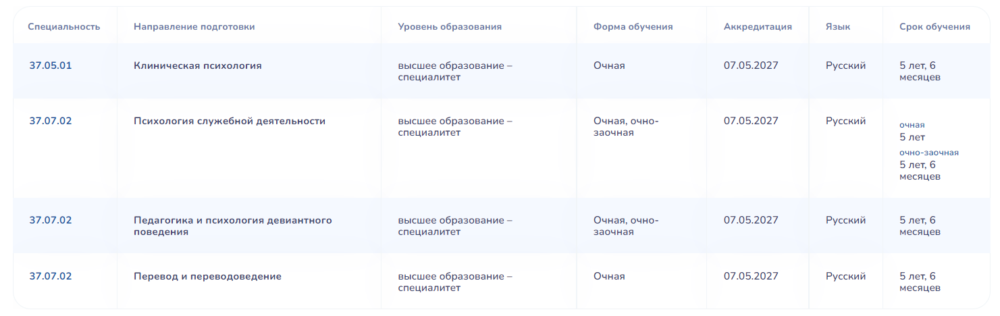 Специальность Направление подготовки Уровень образования Форма обучения Аккредитация Язык Срок обучения
37.05.01 Клиническая психология высшее образование – Очная 07.05.2027 Русский 5 лет, 6
специалитет месяцев
37.07.02 Психология служебной деятельности высшее образование – Очная, очно- 07.05.2027 Русский
очная
специалитет заочная
5 лет
очно-заочная
5 лет, 6
месяцев
37.07.02 Педагогика и психология девиантного высшее образование – Очная, очно- 07.05.2027 Русский 5 лет, 6
поведения специалитет заочная месяцев
37.07.02 Перевод и переводоведение высшее образование – Очная 07.05.2027 Русский 5 лет, 6
специалитет месяцев